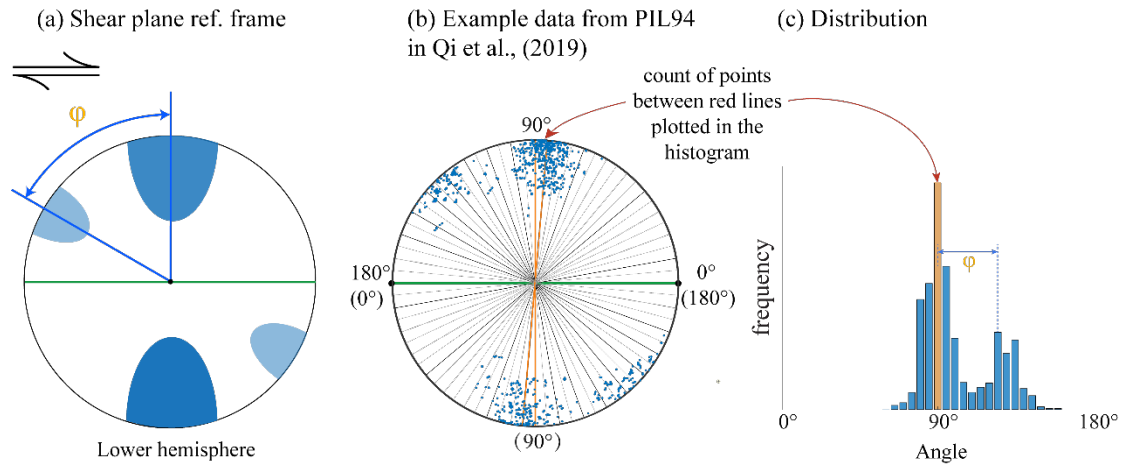 (a) Shear plane ref. frame
φ
Lower hemisphere
(b) Example data from PIL94
in Qi et al., (2019)
90°
180°
(0°)
0°
(180°)
(90°)
count of points
between red lines
plotted in the
histogram
(c) Distribution
frequency
φ
0°
90°
180°
Angle